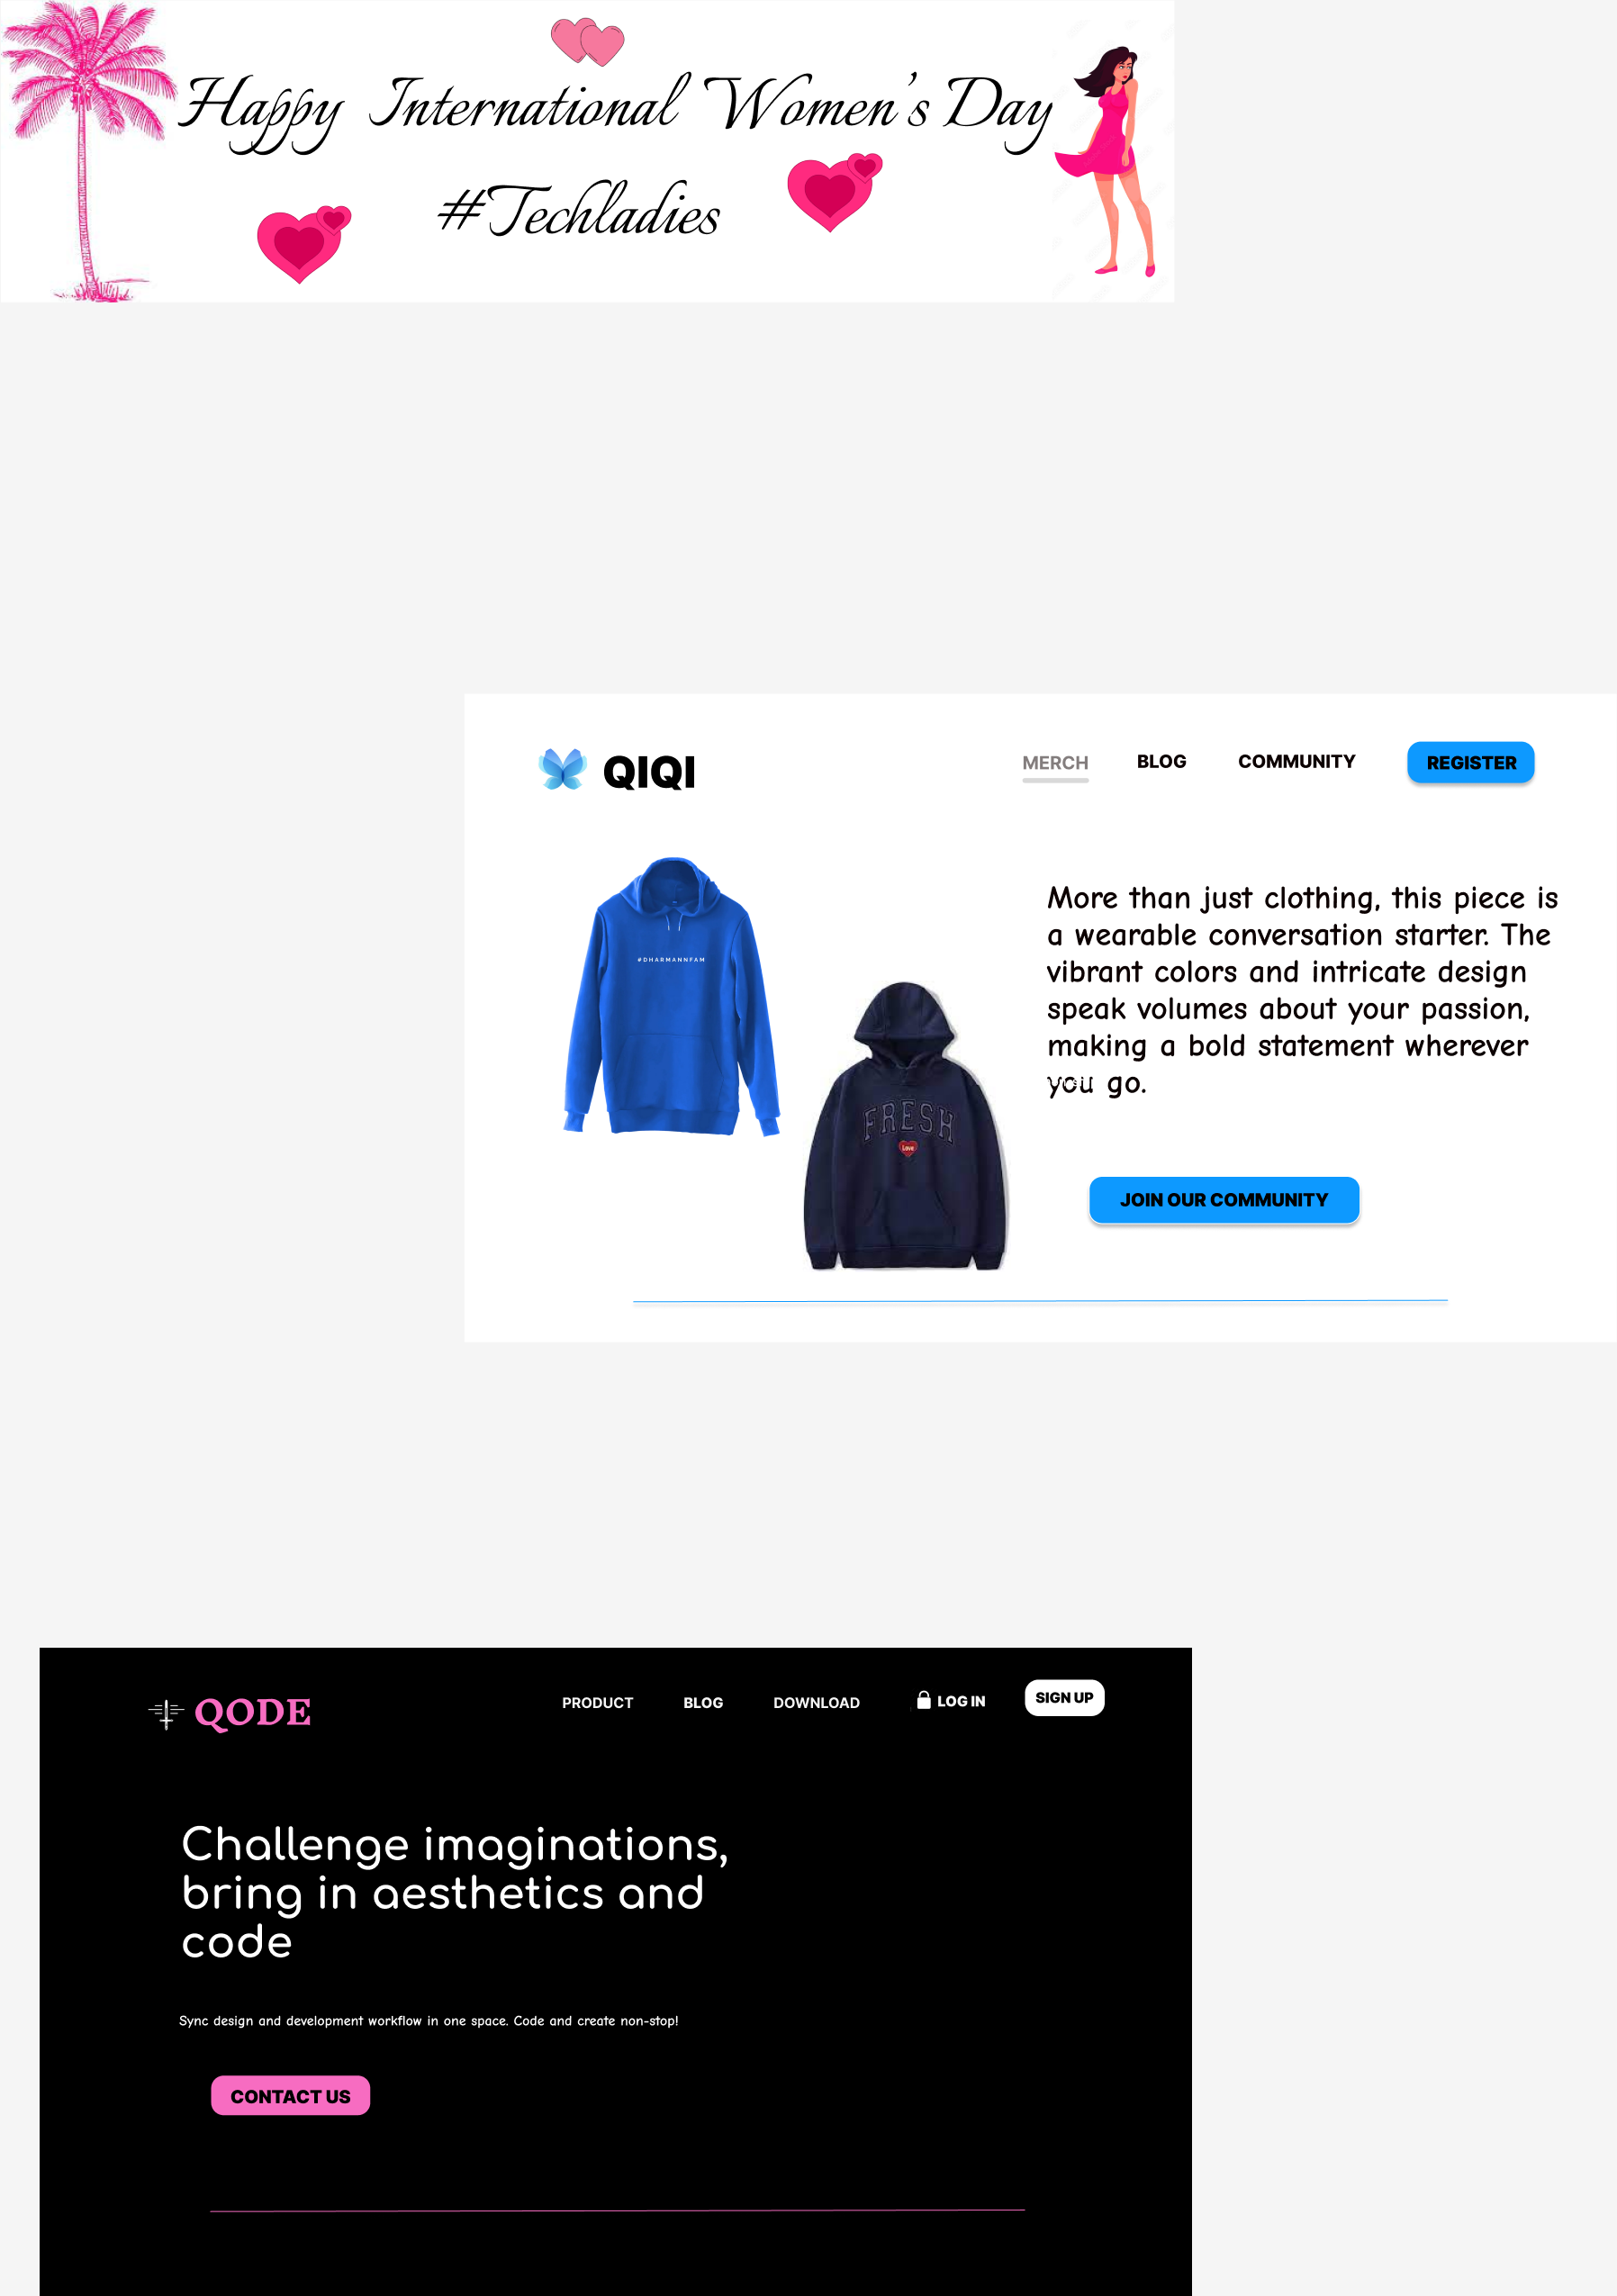 Happy International Women's Day
#Techladies
QIQI
MERCH
BLOG
COMMUNITY
REGISTER
#DHARMANNFAM
More than just clothing, this piece is
a wearable conversation starter. The
vibrant colors and intricate design
speak volumes about your passion,
making a bold statement wherever
you go.
FRESH
Love
JOIN OUR COMMUNITY
QODE
PRODUCT
BLOG
DOWNLOAD
LOG IN
SIGN UP
Challenge imaginations,
bring in aesthetics and
code
Sync design and development workflow in one space. Code and create non-stop!
CONTACT US